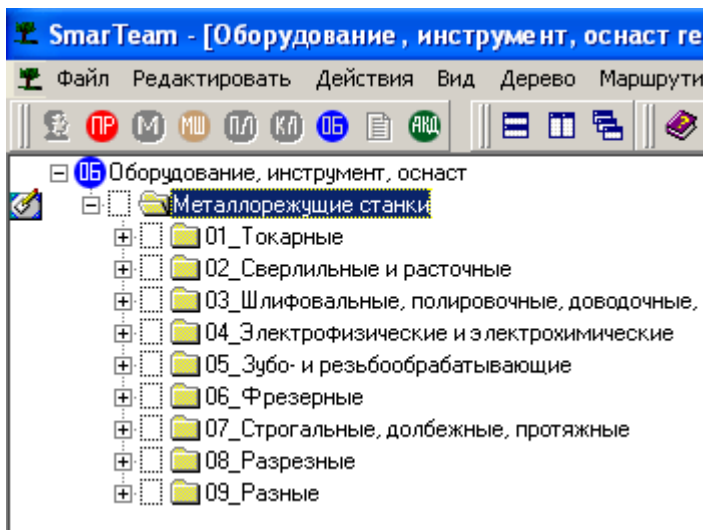 SmarTeam - [Оборудование , инструмент, оснаст ге
Файл Редактировать Действия Вид Дерево Маршрути
ПР М МШ ПЛ КЛ ОБ АКД
ОБ Оборудование, инструмент, оснаст
Металлорежущие станки
01_Токарные
02_Сверлильные и расточные
03_Шлифовальные, полировочные, доводочные,
04_Электрофизические и электрохимические
05_Зубо- и резьбообрабатывающие
06_Фрезерные
07_Строгальные, долбежные, протяжные
08_Разрезные
09_Разные